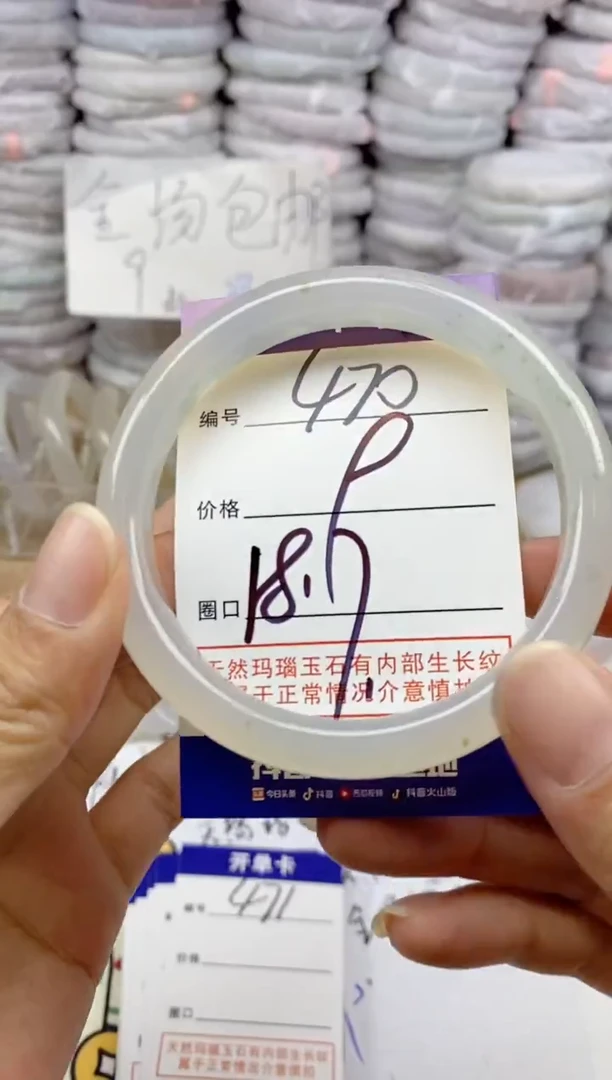 全场包邮
9
编号 470
价格
圈口 18.9
天然玛瑙玉石有内部生长纹
属于正常情况介意慎拍
今日头条 抖音 西瓜视频 抖音火山版
开单卡
编号 471
价格
圈口
天然玛瑙玉石有内部生长纹
属于正常情况介意慎拍